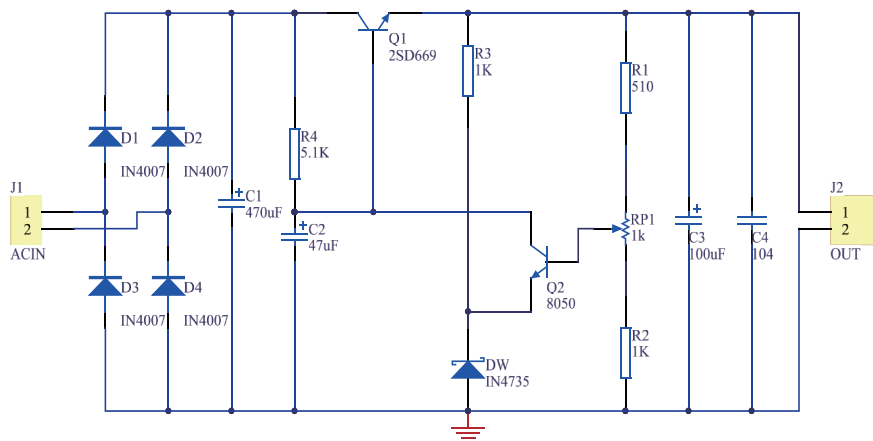 Q1
2SD669
R3
1K
R1
510
D1
D2
R4
5.1K
IN4007
IN4007
J1
1
2
ACIN
C1
470uF
C2
47uF
RP1
1k
C3
100uF
C4
104
J2
1
2
OUT
D3
D4
Q2
8050
IN4007
IN4007
R2
1K
DW
IN4735